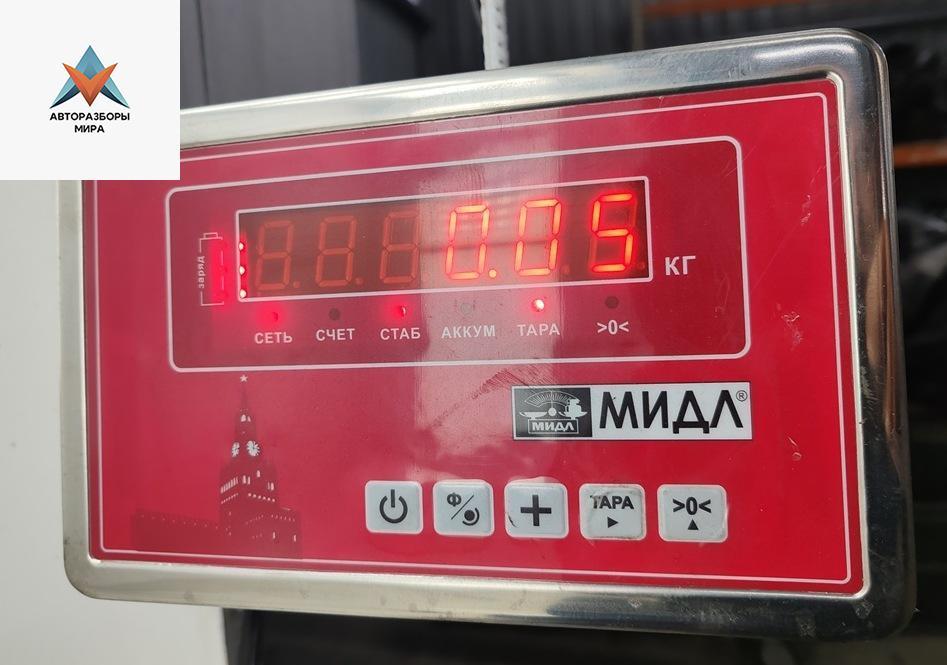 АВТОРАЗБОРЫ
МИРА
заряд
0.05
КГ
СЕТЬ СЧЕТ СТАБ АККУМ ТАРА >0<
МИДЛ
МИДЛ®
Ф
ТАРА
>0<